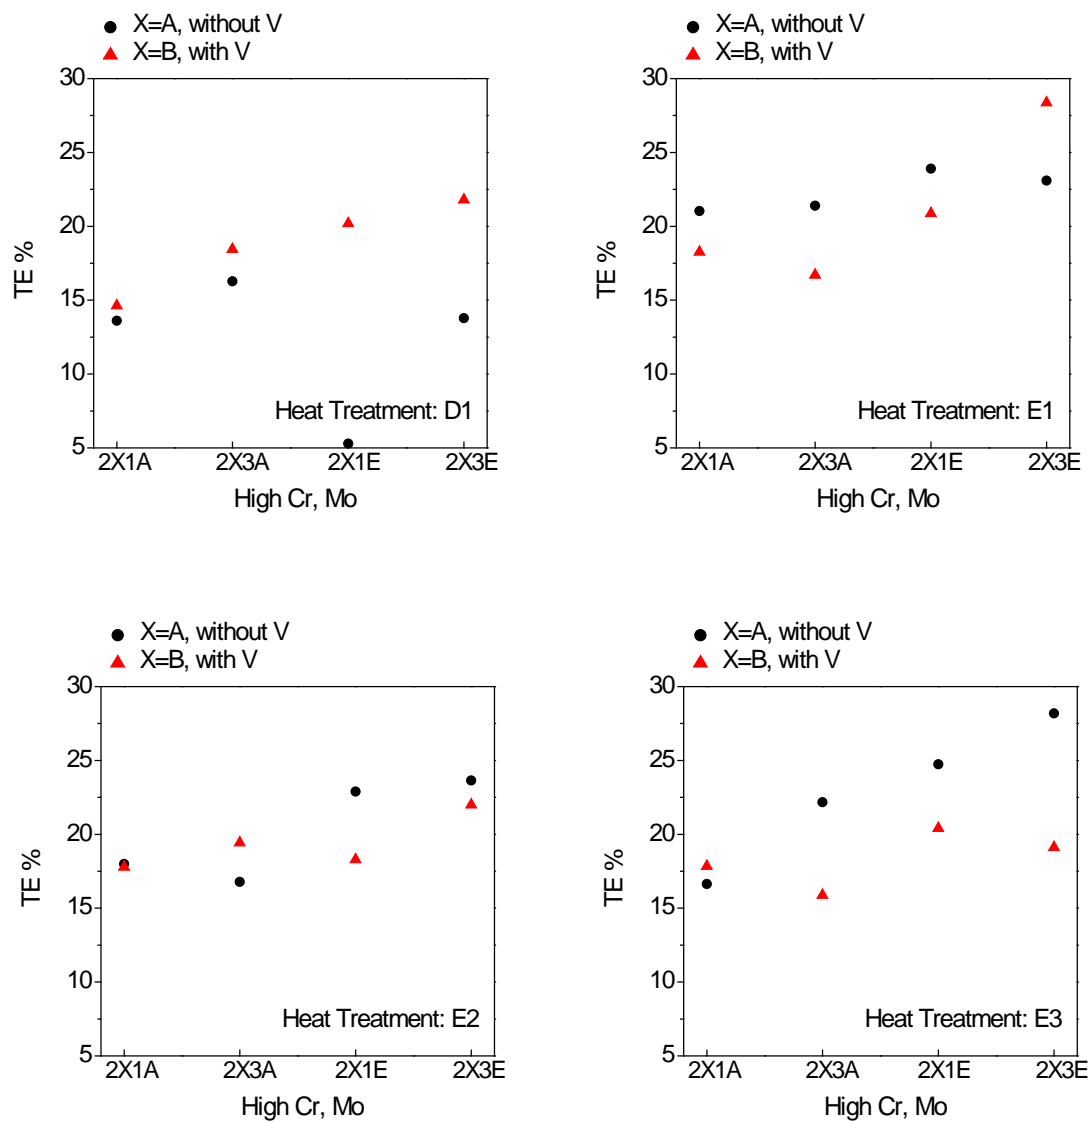 X=A, without V
X=B, with V
30
25
20
15
10
5
TE %
Heat Treatment: D1
2X1A 2X3A 2X1E 2X3E
High Cr, Mo
X=A, without V
X=B, with V
30
25
20
15
10
5
TE %
Heat Treatment: E1
2X1A 2X3A 2X1E 2X3E
High Cr, Mo
X=A, without V
X=B, with V
30
25
20
15
10
5
TE %
Heat Treatment: E2
2X1A 2X3A 2X1E 2X3E
High Cr, Mo
X=A, without V
X=B, with V
30
25
20
15
10
5
TE %
Heat Treatment: E3
2X1A 2X3A 2X1E 2X3E
High Cr, Mo